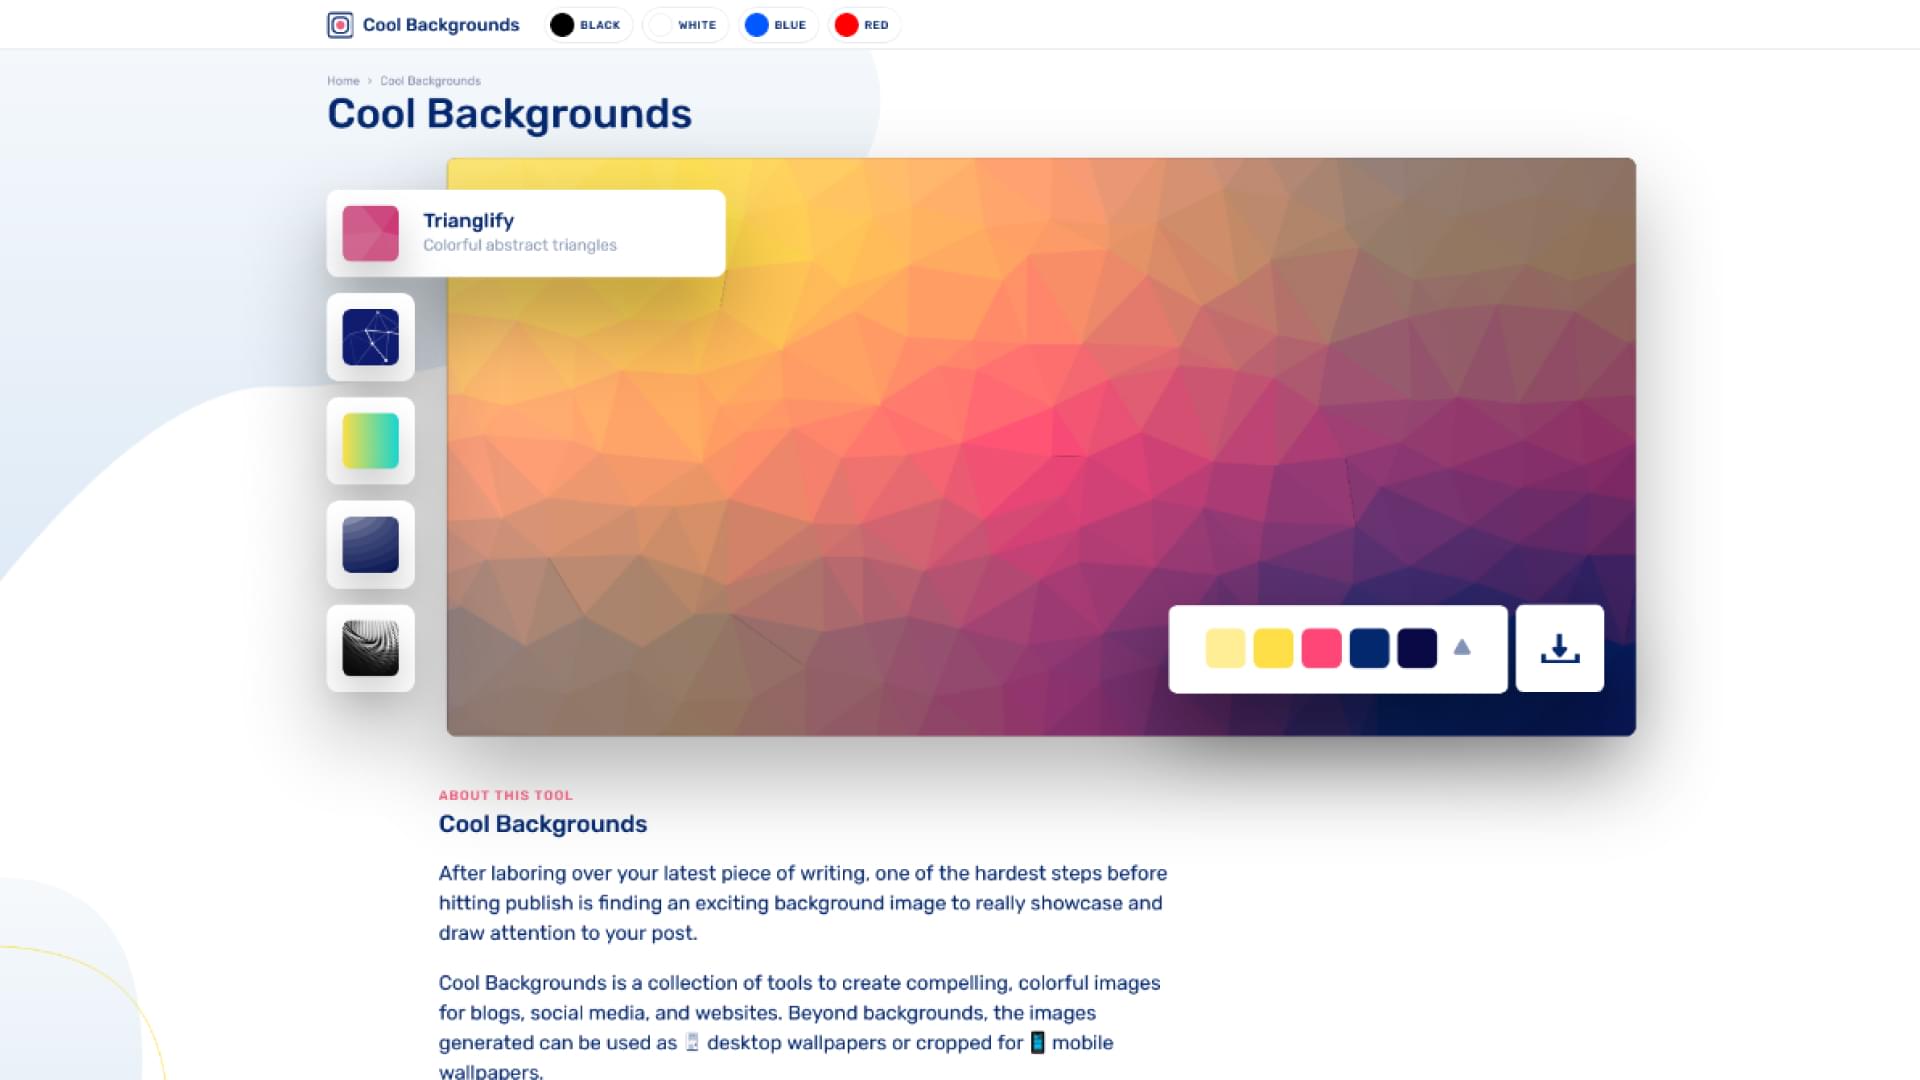 Cool Backgrounds BLACK WHITE BLUE RED
Home › Cool Backgrounds
Cool Backgrounds
Trianglify
Colorful abstract triangles
ABOUT THIS TOOL
Cool Backgrounds
After laboring over your latest piece of writing, one of the hardest steps before
hitting publish is finding an exciting background image to really showcase and
draw attention to your post.
Cool Backgrounds is a collection of tools to create compelling, colorful images
for blogs, social media, and websites. Beyond backgrounds, the images
generated can be used as 🖥 desktop wallpapers or cropped for 📱 mobile
wallpapers.